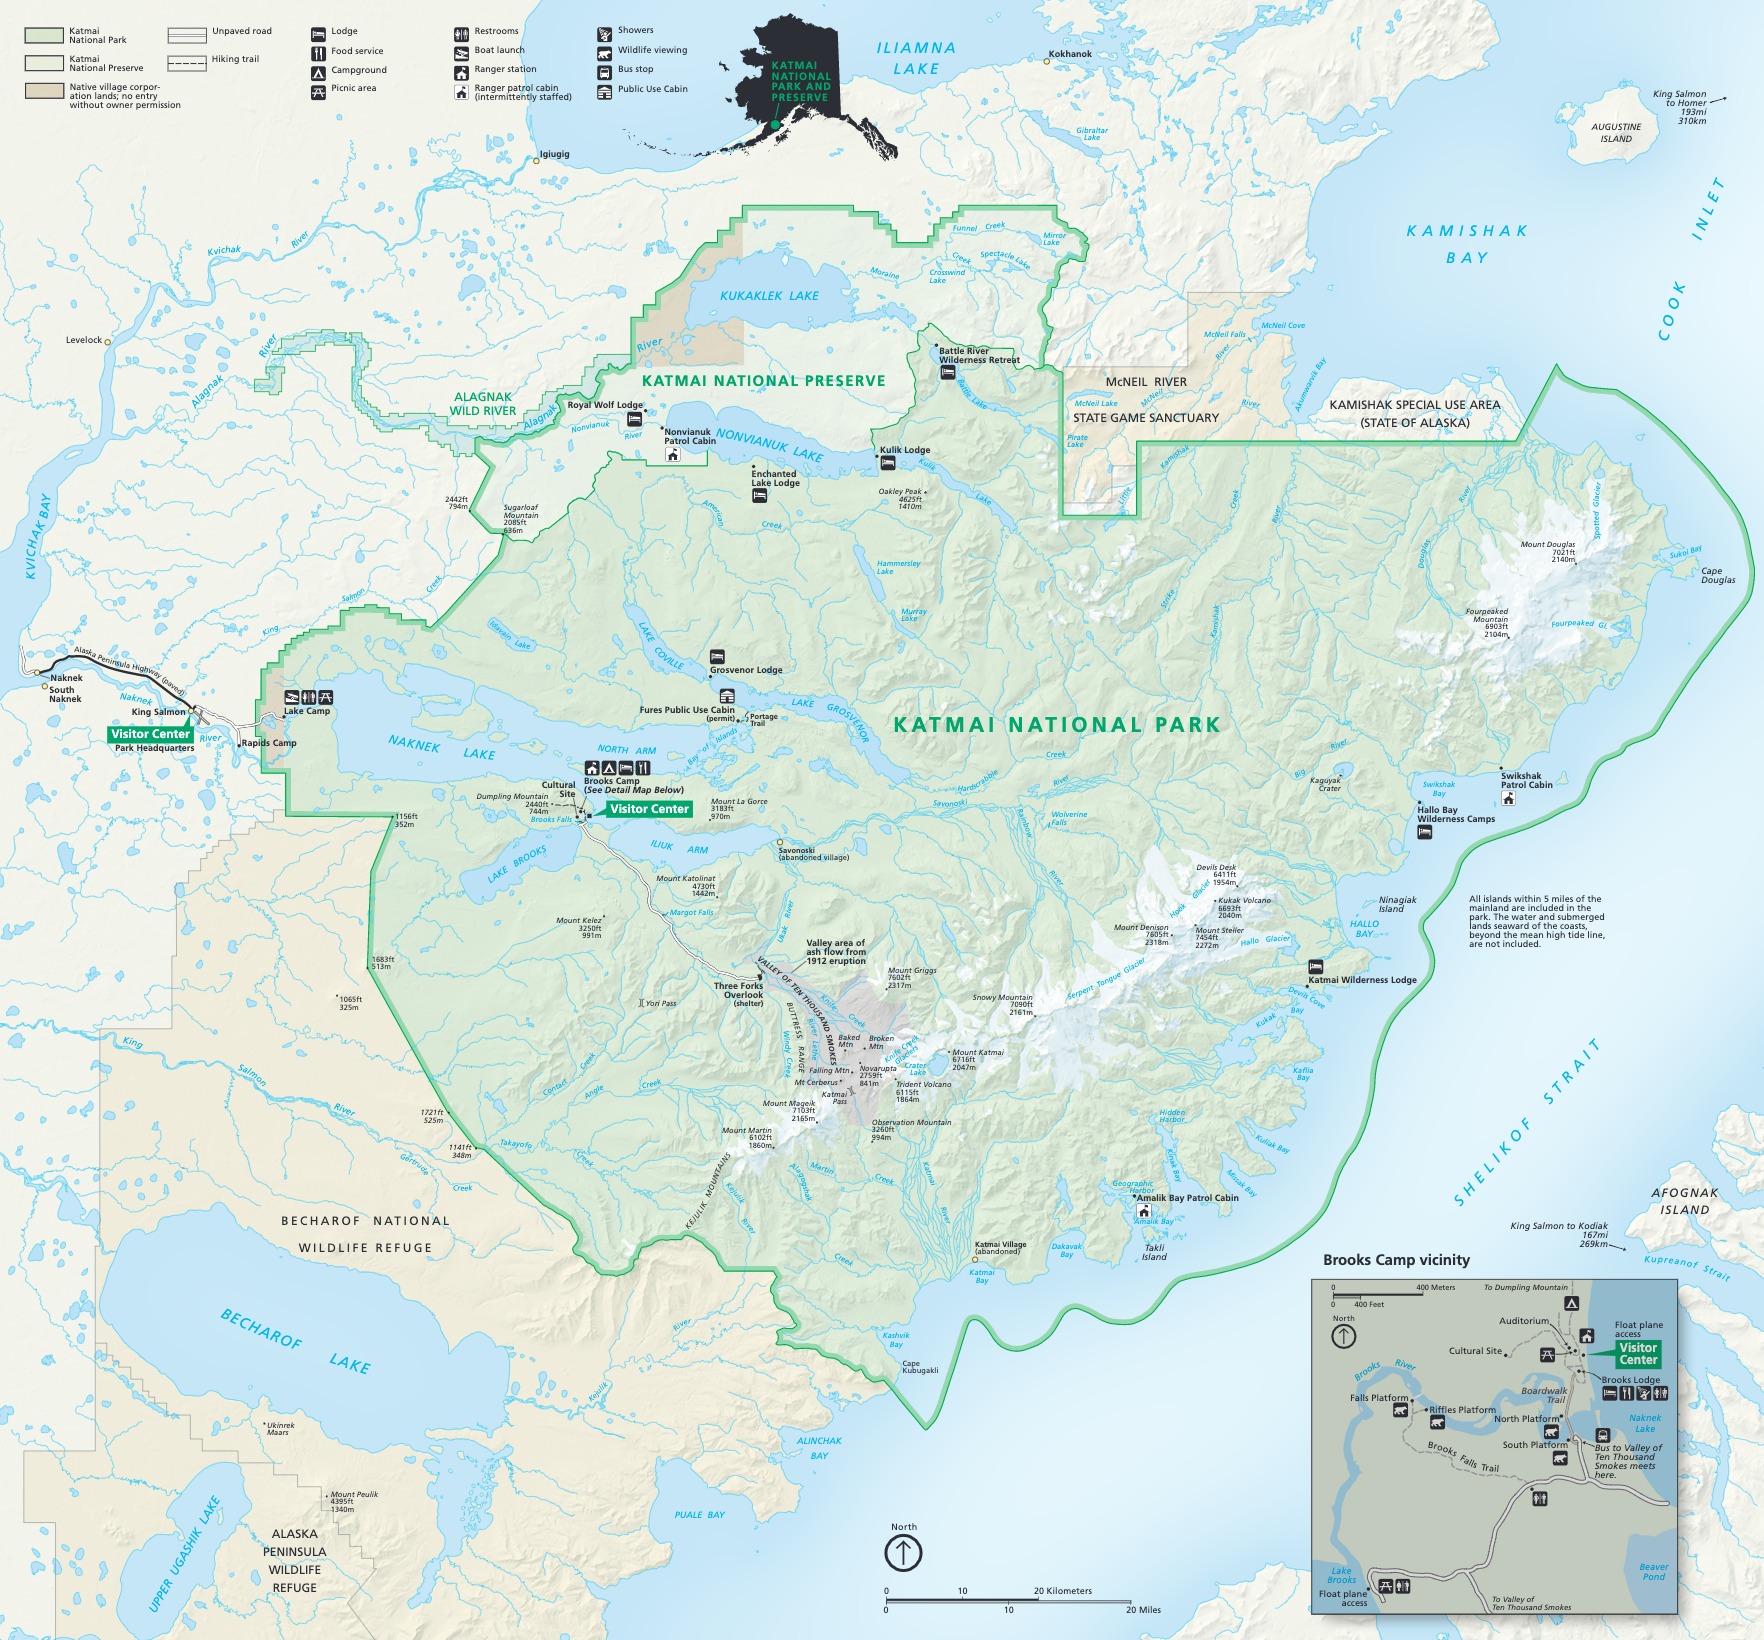 Katmai
National Park
Katmai
National Preserve
Native village corpor-
ation lands; no entry
without owner permission
Unpaved road
Hiking trail
Lodge
Food service
Campground
Picnic area
Restrooms
Boat launch
Ranger station
Ranger patrol cabin
(intermittently staffed)
Showers
Wildlife viewing
Bus stop
Public Use Cabin
KATMAI
NATIONAL
PARK AND
PRESERVE
ILIAMNA
LAKE
Kokhanok
Gibraltar
Lake
King Salmon
to Homer
193mi
310km
AUGUSTINE
ISLAND
Igiugig
KAMISHAK
BAY
COOK INLET
Kvichak River
Levelock
Alagnak River
ALAGNAK
WILD RIVER
Alagnak
River
KUKAKLEK LAKE
Moraine
Creek
Funnel Creek
Mirror
Lake
Spectacle Lake
Crosswind
Lake
Battle River
Wilderness Retreat
Battle Lake
KATMAI NATIONAL PRESERVE
Royal Wolf Lodge
Nonvianuk
River
Nonvianuk
Patrol Cabin
NONVIANUK LAKE
Enchanted
Lake Lodge
Kulik Lodge
Kulik
Lake
Oakley Peak
4625ft
1410m
McNeil Falls
McNeil Cove
River
McNEIL RIVER
STATE GAME SANCTUARY
McNeil Lake
McNeil
River
Pirate
Lake
Akumwarvik Bay
KAMISHAK SPECIAL USE AREA
(STATE OF ALASKA)
Little
Kamishak
River
Creek
Strike
Kamishak
River
Douglas
Spotted Glacier
Mount Douglas
7021ft
2140m
Sukoi Bay
Cape
Douglas
Fourpeaked
Mountain
6903ft
2104m
Fourpeaked Gl.
KVICHAK BAY
2442ft
794m
Sugarloaf
Mountain
2085ft
636m
American
Creek
Hammersley
Lake
Murray
Lake
King Salmon Creek
Idavain Lake
LAKE COVILLE
Grosvenor Lodge
Fures Public Use Cabin
(permit)
Portage
Trail
LAKE GROSVENOR
KATMAI NATIONAL PARK
Alaska Peninsula Highway (paved)
Naknek
South
Naknek
Naknek
River
King Salmon
Visitor Center
Park Headquarters
Rapids Camp
Lake Camp
NAKNEK LAKE
NORTH ARM
Bay of Islands
Brooks Camp
(See Detail Map Below)
Visitor Center
Cultural
Site
Dumpling Mountain
2440ft
744m
Brooks Falls
Mount La Gorce
3183ft
970m
LAKE BROOKS
ILIUK ARM
Savonoski
(abandoned village)
Savonoski
River
Hardscrabble
Creek
Rainbow
River
Wolverine
Falls
Big
River
Kaguyak
Crater
Swikshak
Bay
Swikshak
Patrol Cabin
Hallo Bay
Wilderness Camps
1156ft
352m
Mount Katolinat
4730ft
1442m
Margot Falls
Mount Kelez
3250ft
991m
Ukak River
Valley area of
ash flow from
1912 eruption
Three Forks
Overlook
(shelter)
VALLEY OF TEN THOUSAND SMOKES
BUTTRESS RANGE
Windy Creek
River Lethe
Knife
Creek
Mount Griggs
7602ft
2317m
Baked
Mtn
Broken
Mtn
Knife Creek
Glaciers
Crater
Lake
Mount Katmai
6716ft
2047m
Falling Mtn
Novarupta
2759ft
841m
Mt Cerberus
Katmai
Pass
Trident Volcano
6115ft
1864m
Observation Mountain
3260ft
994m
Mount Mageik
7103ft
2165m
Mount Martin
6102ft
1860m
Snowy Mountain
7090ft
2161m
Serpent Tongue Glacier
Devils Desk
6411ft
1954m
Hook Glacier
Kukak Volcano
6693ft
2040m
Mount Denison
7605ft
2318m
Mount Steller
7454ft
2272m
Hallo Glacier
HALLO
BAY
Ninagiak
Island
Katmai Wilderness Lodge
Devils Cove
Kukak
Bay
Kaflia
Bay
All islands within 5 miles of the
mainland are included in the
park. The water and submerged
lands seaward of the coasts,
beyond the mean high tide line,
are not included.
1683ft
513m
1065ft
325m
Yori Pass
Contact
Creek
Angle
Creek
King
Salmon
River
1721ft
525m
1141ft
348m
Takayofo
Creek
Gertrude
Creek
KEJULIK MOUNTAINS
Kejulik
River
Alagogshak
Creek
Martin
Creek
Katmai
River
Katmai Village
(abandoned)
Katmai
Bay
Dakavak
Bay
Hidden
Harbor
Kinak Bay
Kuliak Bay
Missak Bay
Geographic
Harbor
Amalik Bay Patrol Cabin
Amalik Bay
Takli
Island
SHELIKOF STRAIT
AFOGNAK
ISLAND
King Salmon to Kodiak
167mi
269km
Kupreanof Strait
BECHAROF NATIONAL
WILDLIFE REFUGE
BECHAROF LAKE
Kejulik
River
Kashvik
Bay
Cape
Kubugakli
ALINCHAK
BAY
PUALE BAY
Ukinrek
Maars
Mount Peulik
4395ft
1340m
UPPER UGASHIK LAKE
ALASKA
PENINSULA
WILDLIFE
REFUGE
North
0 10 20 Kilometers
0 10 20 Miles
Brooks Camp vicinity
0 400 Meters
0 400 Feet
North
To Dumpling Mountain
Auditorium
Float plane
access
Cultural Site
Visitor
Center
Brooks Lodge
Brooks River
Falls Platform
Riffles Platform
Boardwalk
Trail
North Platform
South Platform
Naknek
Lake
Brooks Falls Trail
Bus to Valley of
Ten Thousand
Smokes meets
here.
Lake
Brooks
Float plane
access
Beaver
Pond
To Valley of
Ten Thousand Smokes